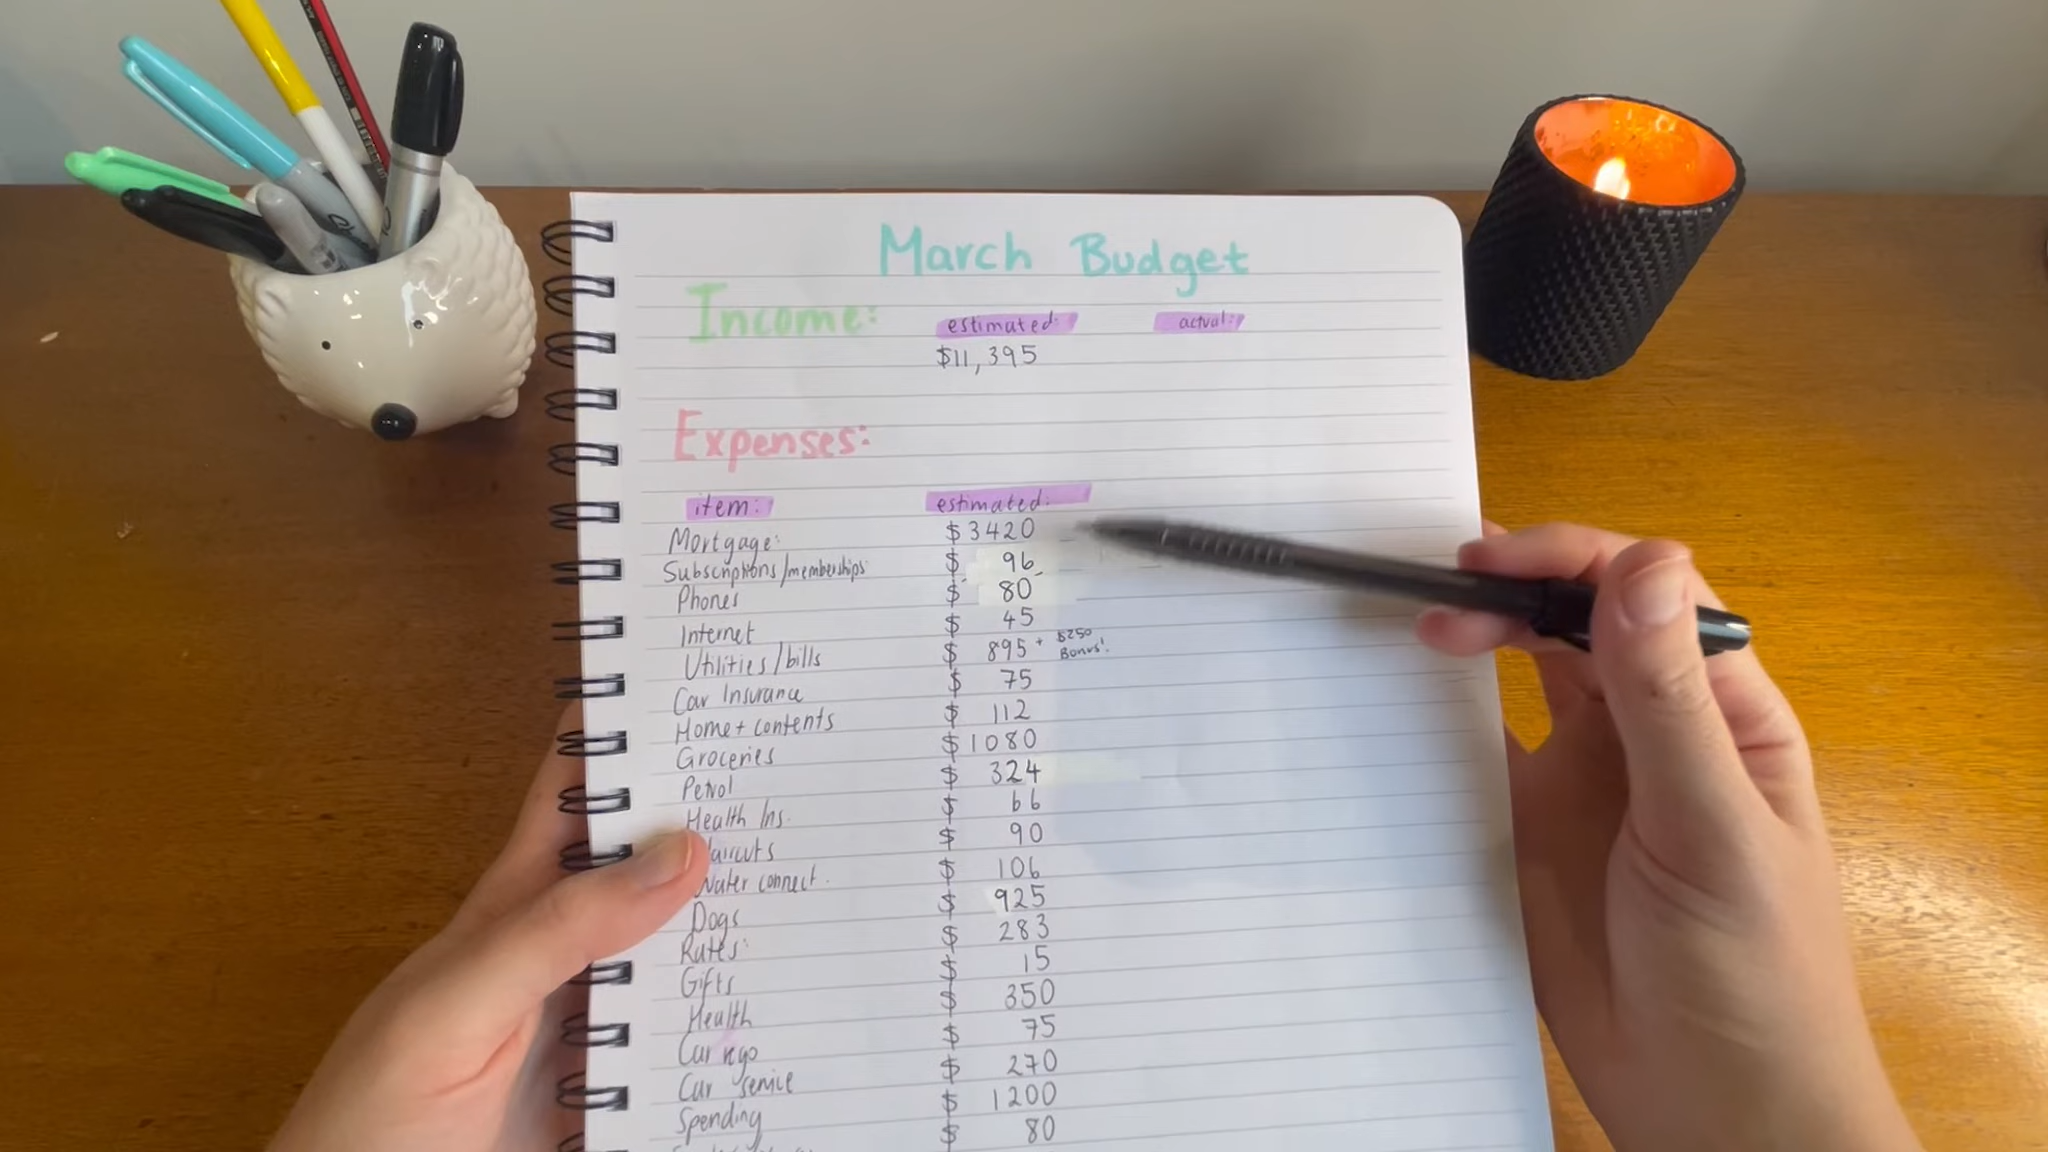 March Budget
Income: estimated: actual:
$11,395
Expenses:
item: estimated:
Mortgage: $3420
Subscriptions/memberships $ 96
Phones $ 80
Internet $ 45
Utilities/bills $ 895 + $250 Bonus!
Car Insurance $ 75
Home + contents $ 112
Groceries $1080
Petrol $ 324
Health Ins. $ 66
aircuts $ 90
Water connect. $ 106
Dogs $ 925
Rates: $ 283
Gifts $ 15
Health $ 350
Car rego $ 75
Car service $ 270
Spending $ 1200
$ 80